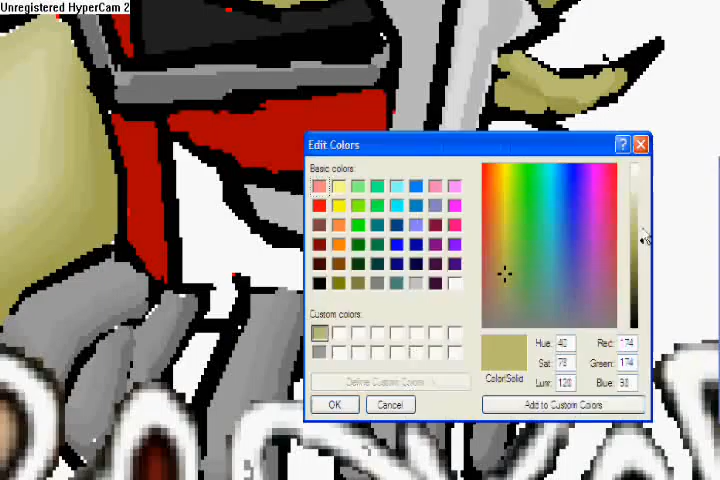 Unregistered HyperCam 2
Edit Colors
Basic colors:
Custom colors:
Define Custom Colors
OK
Cancel
Color|Solid
Hue: 40
Sat: 78
Lum: 128
Red: 174
Green: 174
Blue: 98
Add to Custom Colors